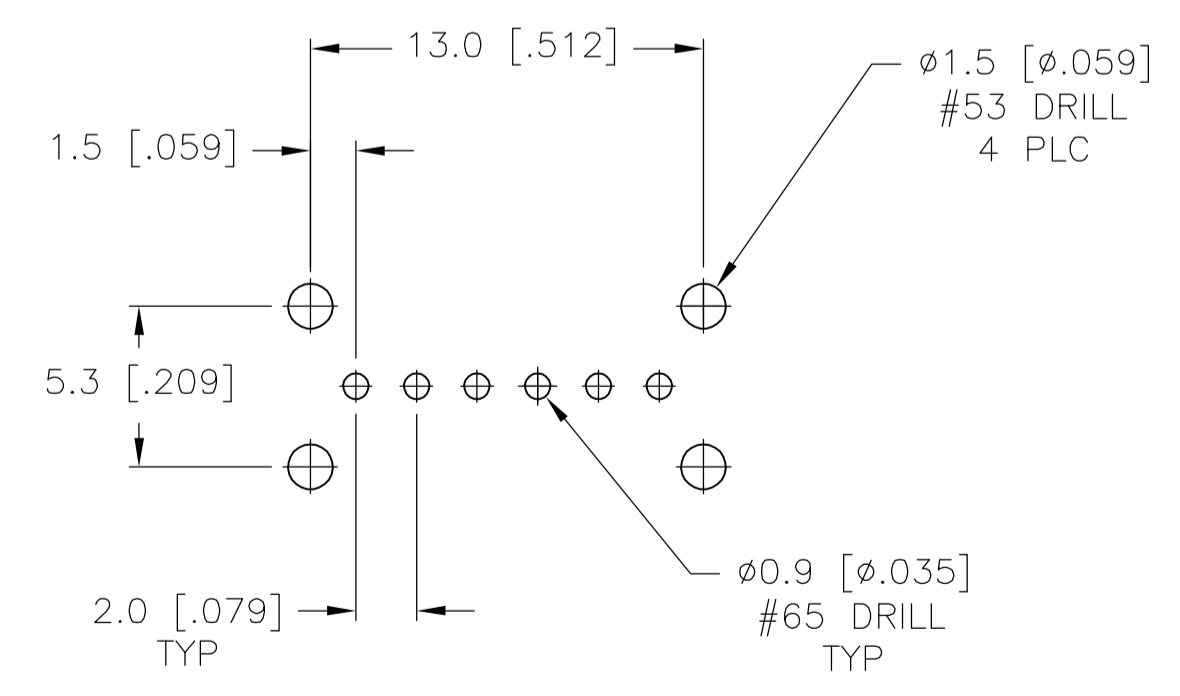 13.0 [.512]
ø1.5 [ø.059]
#53 DRILL
4 PLC
1.5 [.059]
5.3 [.209]
2.0 [.079]
TYP
ø0.9 [ø.035]
#65 DRILL
TYP